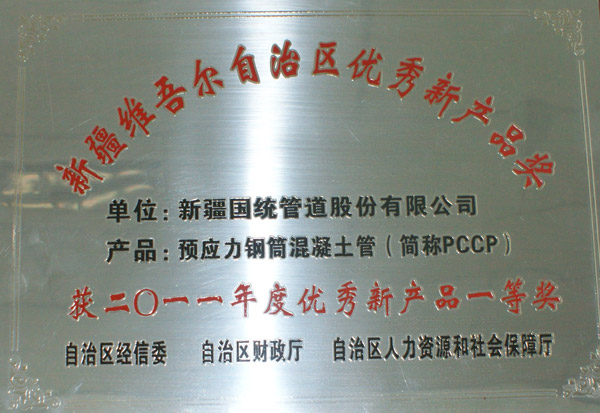 新疆维吾尔自治区优秀新产品奖
单位：新疆国统管道股份有限公司
产品：预应力钢筒混凝土管（简称PCCP）
获二〇一一年度优秀新产品一等奖
自治区经信委 自治区财政厅 自治区人力资源和社会保障厅